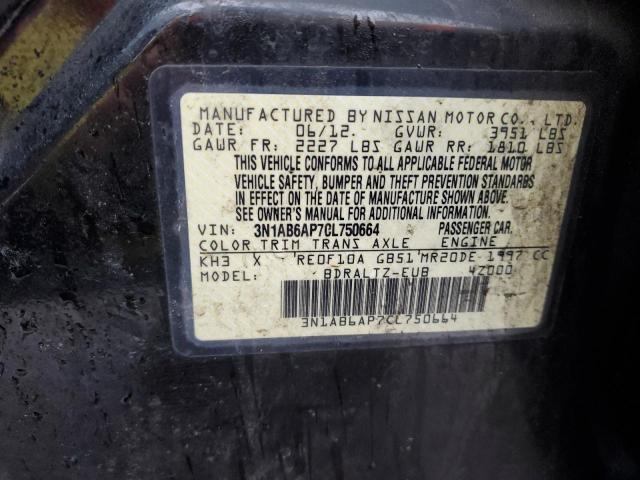 MANUFACTURED BY NISSAN MOTOR CO., LTD.
DATE: 06/12. GVWR: 3951 LBS
GAWR FR: 2227 LBS GAWR RR: 1810 LBS
THIS VEHICLE CONFORMS TO ALL APPLICABLE FEDERAL MOTOR
VEHICLE SAFETY, BUMPER AND THEFT PREVENTION STANDARDS
IN EFFECT ON THE DATE OF MANUFACTURE SHOWN ABOVE.
SEE OWNER'S MANUAL FOR ADDITIONAL INFORMATION.
VIN: 3N1AB6AP7CL750664 PASSENGER CAR.
COLOR TRIM TRANS AXLE ENGINE
KH3 X RE0F10A GB51 MR20DE 1997 CC
MODEL: BDRALTZ-EUB 4Z000
3N1AB6AP7CL750664